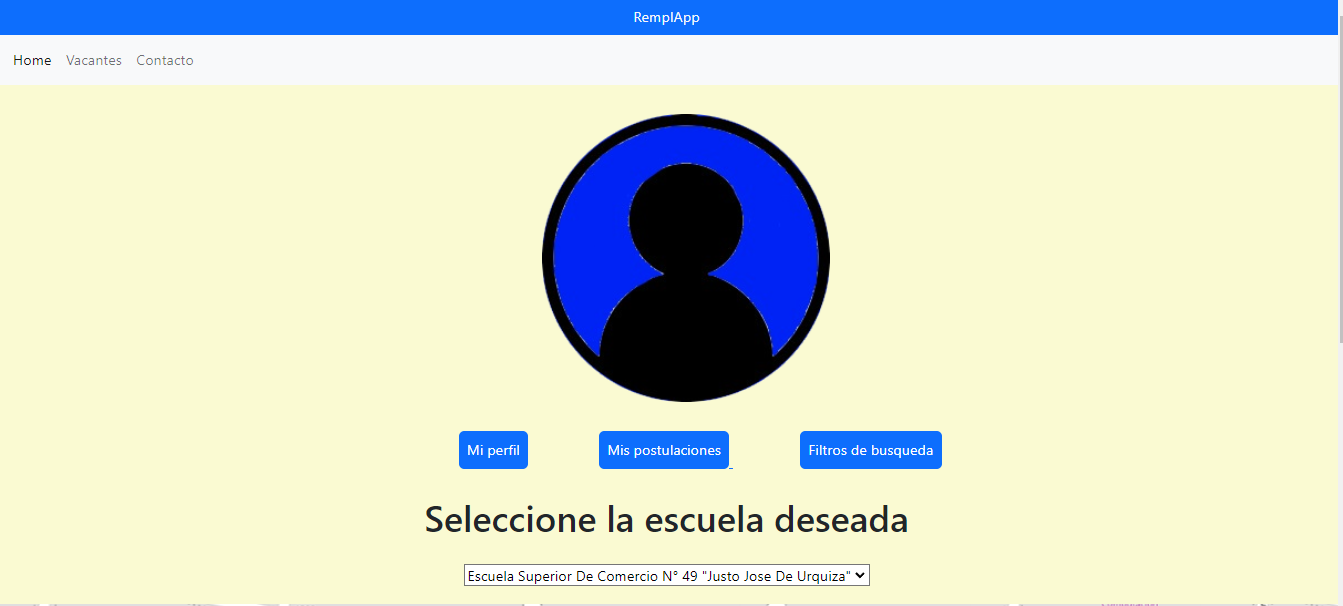 RemplApp
Home Vacantes Contacto
Mi perfil Mis postulaciones Filtros de busqueda
Seleccione la escuela deseada
Escuela Superior De Comercio N° 49 "Justo Jose De Urquiza"